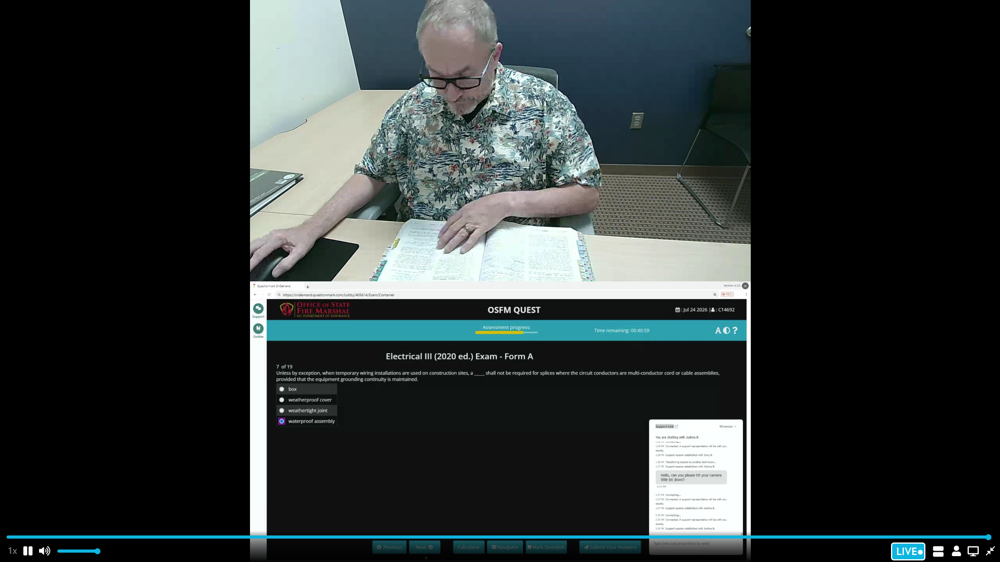 Questionmark OnDemand
+
Version: 4.0.0
https://ondemand.questionmark.com/Lobby/406614/Exam/Container
REC
Support
Guides
OFFICE OF STATE
FIRE MARSHAL
NC DEPARTMENT OF INSURANCE
OSFM QUEST
: Jul 24 2026 | : C14692
Assessment progress:
Time remaining: 00:40:59
A ?
Electrical III (2020 ed.) Exam - Form A
7 of 19
Unless by exception, when temporary wiring installations are used on construction sites, a ____ shall not be required for splices where the circuit conductors are multi-conductor cord or cable assemblies,
provided that the equipment grounding continuity is maintained.
box
weatherproof cover
weathertight joint
waterproof assembly
Support Link
Minimize
You are chatting with Joshna B.
1:28 PM Connecting...
1:28 PM Connected. A support representative will be with you
shortly.
1:28 PM Support session established with Sony B.
1:36 PM Transferring session to another technician...
1:37 PM Support session established with Joshna B.
Hello, can you please tilt your camera
little bit down?
1:53 PM
1:57 PM Connecting...
1:57 PM Connected. A support representative will be with you
shortly.
1:57 PM Support session established with Joshna B.
2:35 PM Connecting...
2:35 PM Connected. A support representative will be with you
shortly.
2:35 PM Support session established with Joshna B.
Type here and press Enter to send
Previous
Next
Calculator
Navigator
Mark Question
Submit Your Answers
1x
LIVE